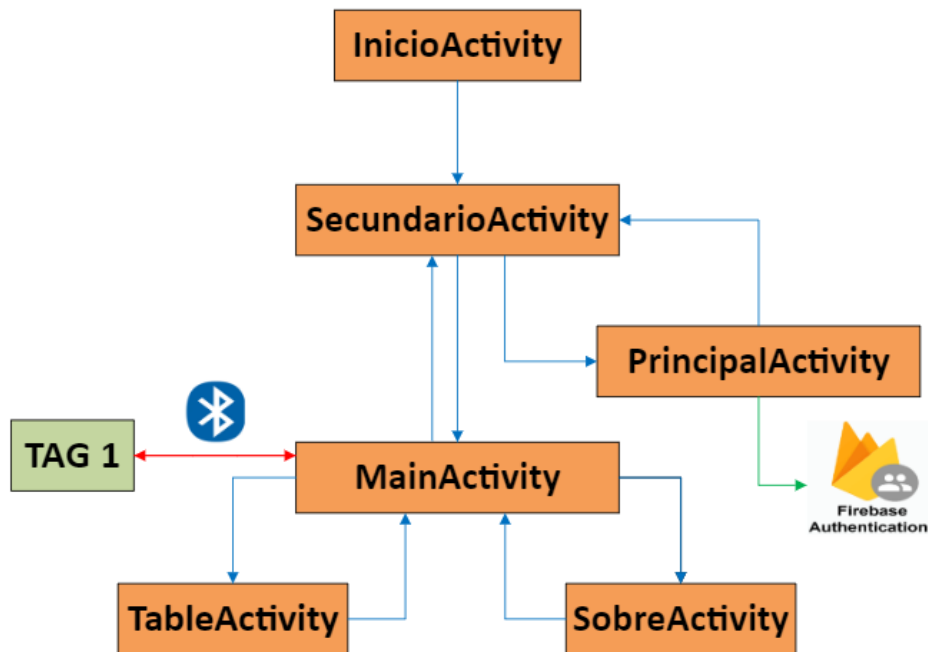 InicioActivity
SecundarioActivity
PrincipalActivity
TAG 1
MainActivity
Firebase
Authentication
TableActivity
SobreActivity